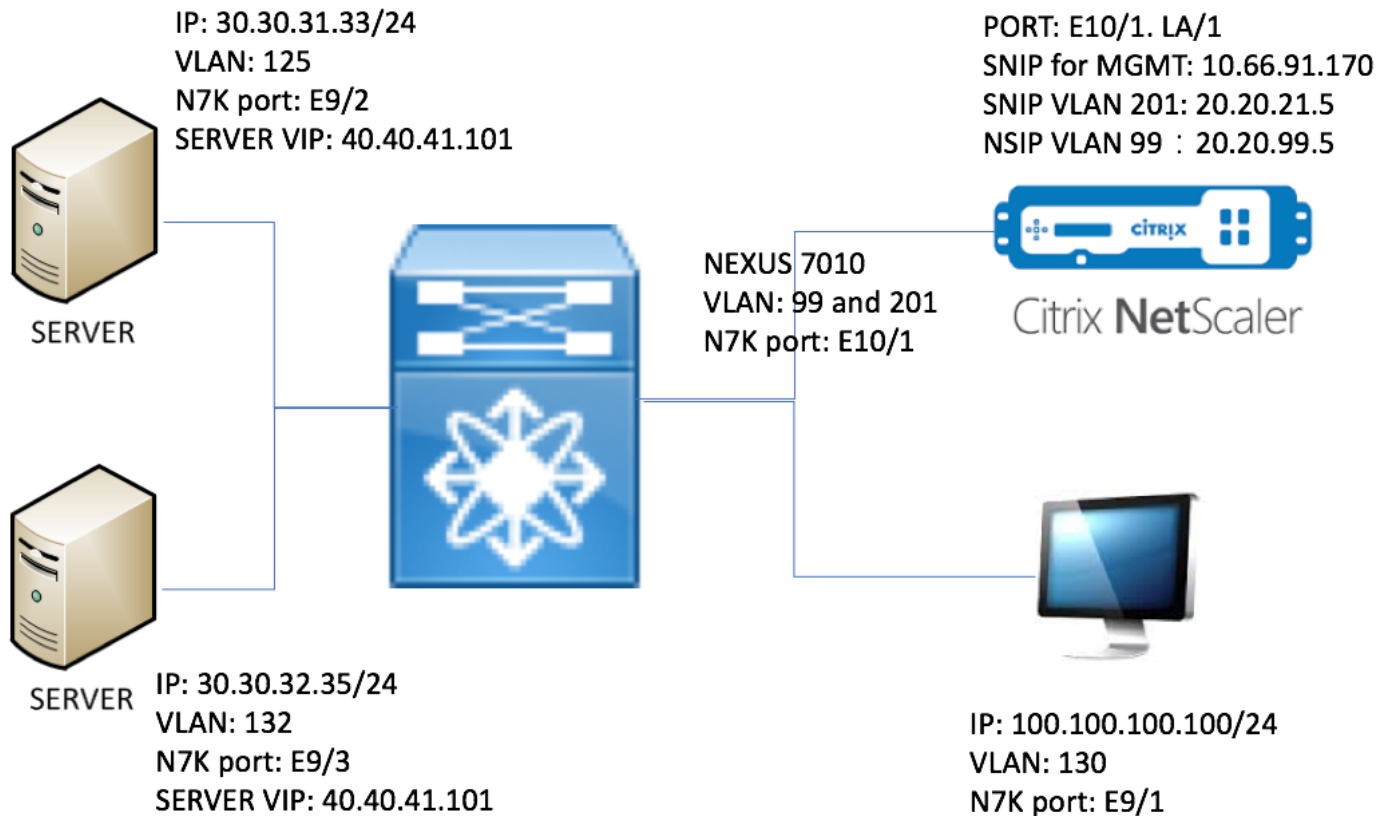 IP: 30.30.31.33/24
VLAN: 125
N7K port: E9/2
SERVER VIP: 40.40.41.101
SERVER
PORT: E10/1. LA/1
SNIP for MGMT: 10.66.91.170
SNIP VLAN 201: 20.20.21.5
NSIP VLAN 99：20.20.99.5
CİTRIX
Citrix NetScaler
NEXUS 7010
VLAN: 99 and 201
N7K port: E10/1
SERVER
IP: 30.30.32.35/24
VLAN: 132
N7K port: E9/3
SERVER VIP: 40.40.41.101
IP: 100.100.100.100/24
VLAN: 130
N7K port: E9/1